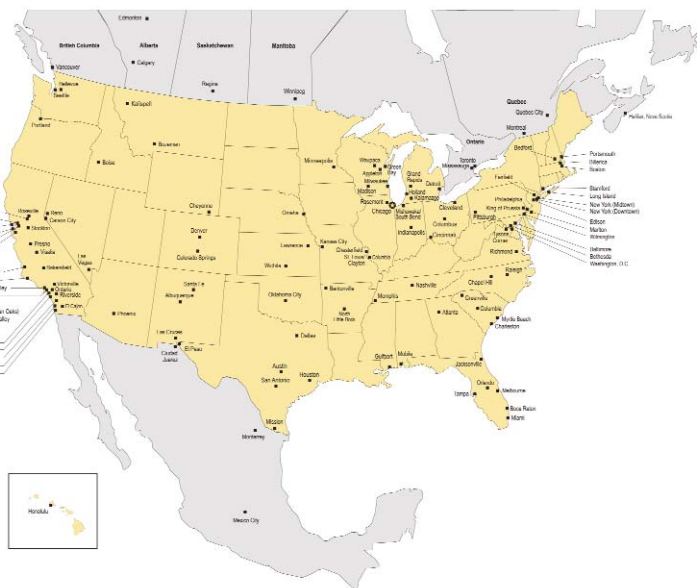 Edmonton
British Columbia
Alberta
Saskatchewan
Manitoba
Calgary
Vancouver
Regina
Winnipeg
Bellevue
Seattle
Kalispell
Portland
Bozeman
Boise
Quebec
Quebec City
Halifax, Nova Scotia
Montreal
Ontario
Toronto
Mississauga
Bedford
Portsmouth
Billerica
Boston
Fairfield
Stamford
Long Island
New York (Midtown)
New York (Downtown)
Edison
Marlton
Wilmington
Baltimore
Bethesda
Washington, D.C.
Philadelphia
King of Prussia
Pittsburgh
Tysons
Corner
Richmond
Minneapolis
Waupaca
Appleton
Green
Bay
Milwaukee
Madison
Rosemont
Chicago
Grand
Rapids
Holland
Kalamazoo
Detroit
Mishawaka/
South Bend
Cleveland
Columbus
Cincinnati
Indianapolis
Cheyenne
Omaha
Denver
Colorado Springs
Lawrence
Kansas City
Chesterfield
St. Louis
Clayton
Columbia
Wichita
Roseville
Reno
Carson City
Stockton
Fresno
Visalia
Bakersfield
Las
Vegas
Victorville
Ontario
Riverside
El Cajon
Phoenix
Santa Fe
Albuquerque
Las Cruces
Ciudad
Juarez
El Paso
Oklahoma City
Bentonville
North
Little Rock
Memphis
Nashville
Chapel Hill
Raleigh
Greenville
Columbia
Myrtle Beach
Charleston
Atlanta
Dallas
Austin
San Antonio
Houston
Mission
Gulfport
Mobile
Jacksonville
Orlando
Tampa
Melbourne
Boca Raton
Miami
Monterrey
Mexico City
Honolulu